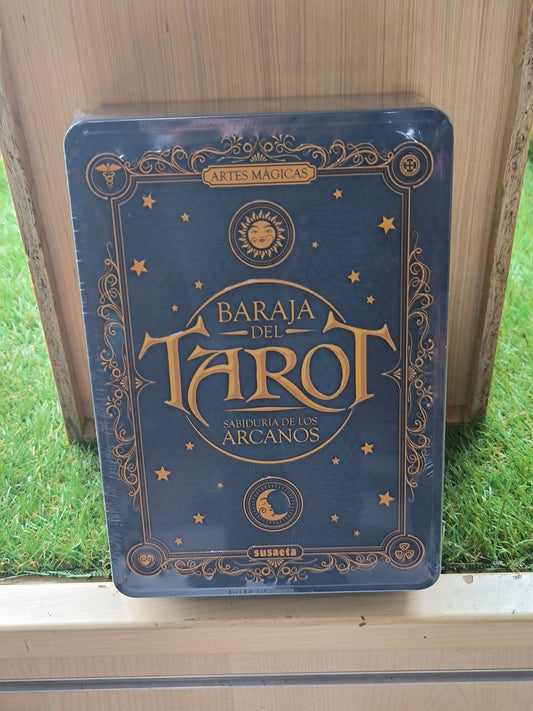 ARTES MÁGICAS
BARAJA
DEL
TAROT
SABIDURÍA DE LOS
ARCANOS
susaeta